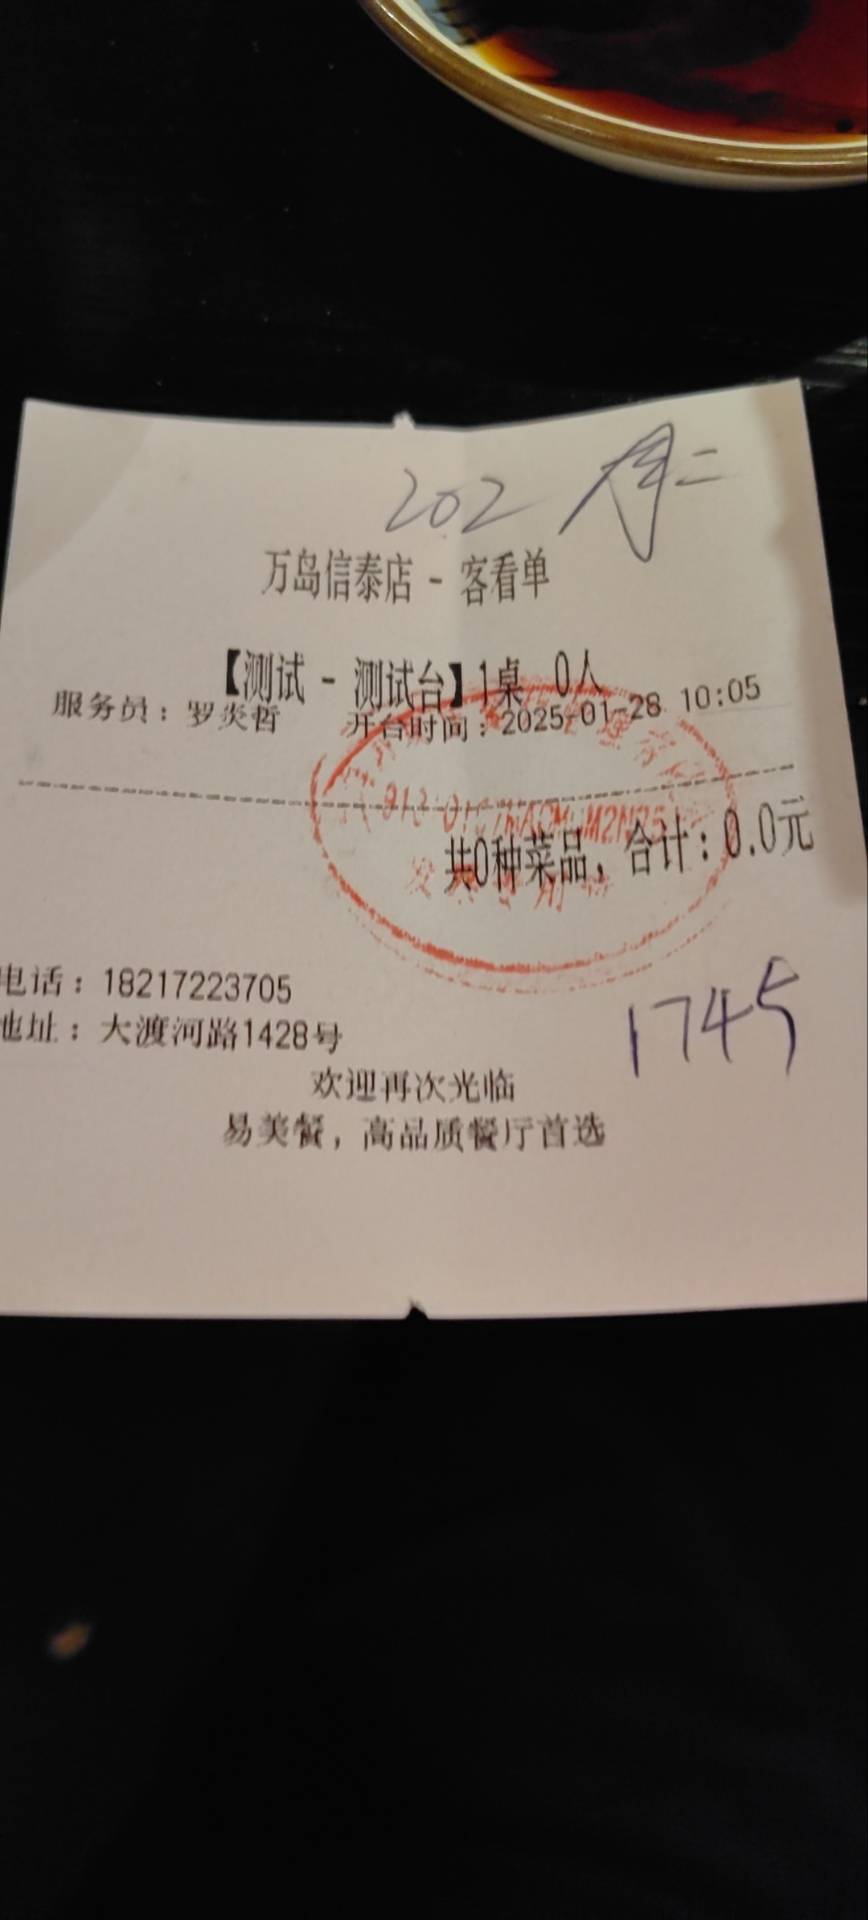 202
万岛信泰店 - 客看单
【测试 - 测试台】1桌 0人
服务员：罗炎哲 开台时间：2025-01-28 10:05
共0种菜品，合计：0.0元
电话：18217223705
地址：大渡河路1428号
1745
欢迎再次光临
易美餐，高品质餐厅首选